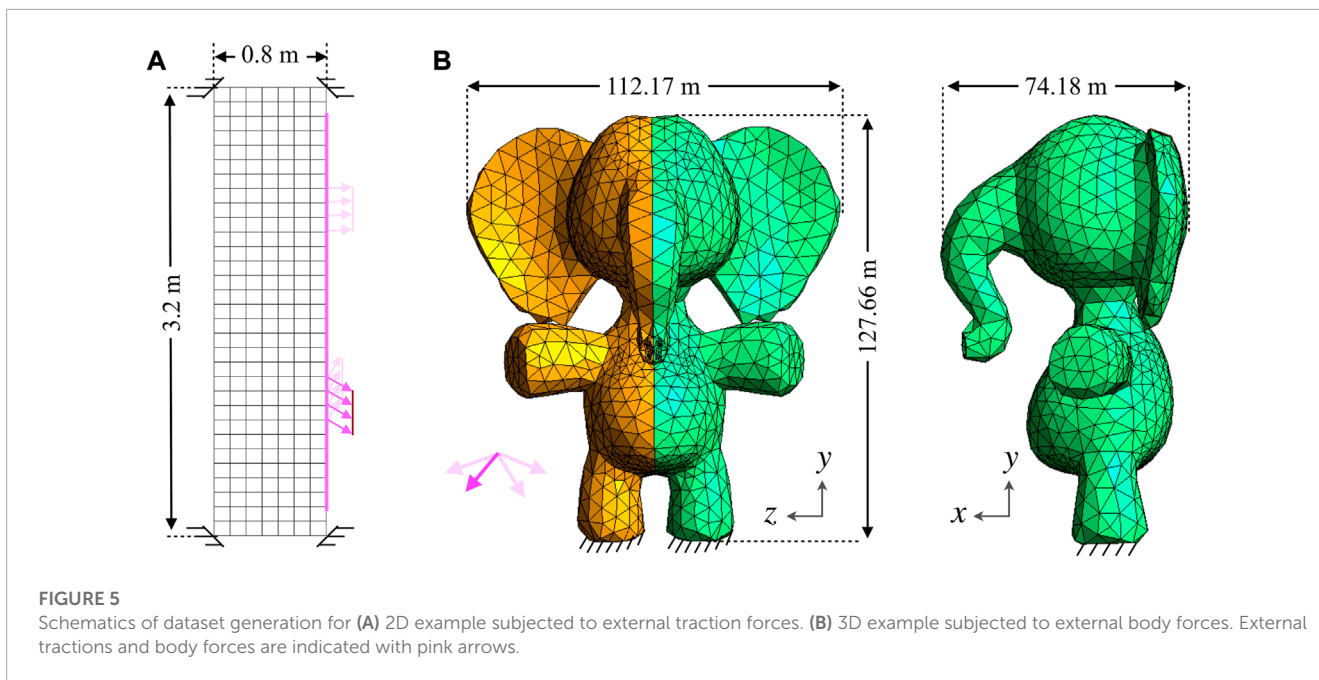 A
0.8 m
3.2 m
B
112.17 m
127.66 m
y
z
74.18 m
y
x
FIGURE 5
Schematics of dataset generation for (A) 2D example subjected to external traction forces. (B) 3D example subjected to external body forces. External
tractions and body forces are indicated with pink arrows.